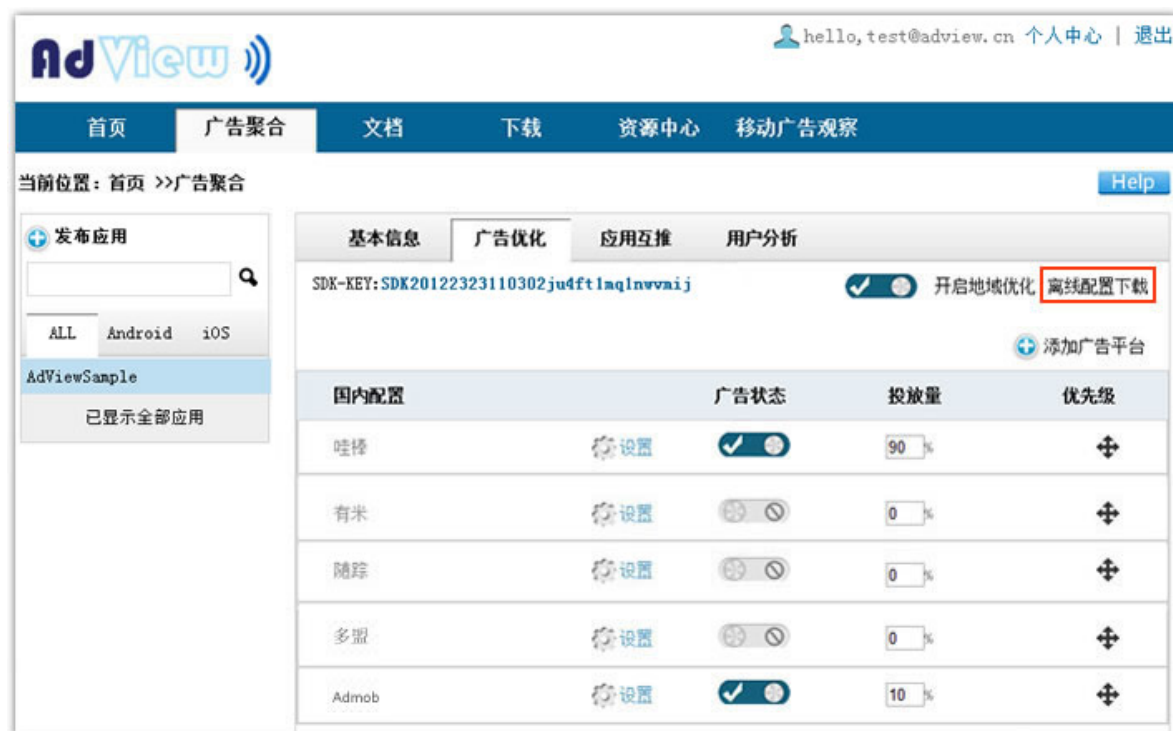 hello,test@adview.cn 个人中心 | 退出
AdView
首页 广告聚合 文档 下载 资源中心 移动广告观察
当前位置：首页 >>广告聚合
Help
发布应用
基本信息 广告优化 应用互推 用户分析
SDK-KEY:SDK20122323110302ju4ft1mq1nwvmij
开启地域优化 离线配置下载
ALL Android iOS
添加广告平台
AdViewSample
已显示全部应用
国内配置 广告状态 投放量 优先级
哇棒 设置 90 %
有米 设置 0 %
随踪 设置 0 %
多盟 设置 0 %
Admob 设置 10 %